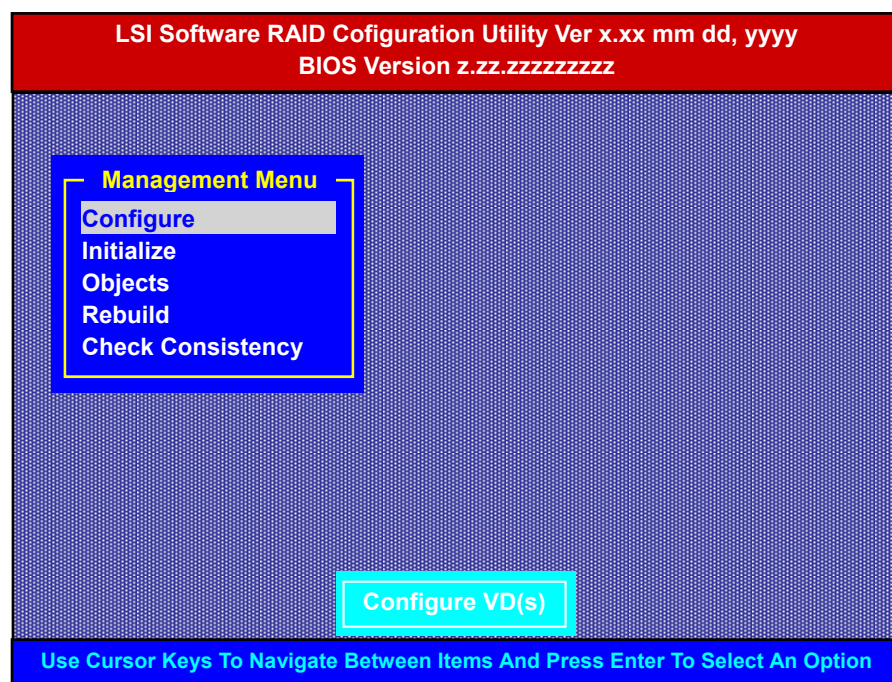 LSI Software RAID Cofiguration Utility Ver x.xx mm dd, yyyy
BIOS Version z.zz.zzzzzzzzz
Management Menu
Configure
Initialize
Objects
Rebuild
Check Consistency
Configure VD(s)
Use Cursor Keys To Navigate Between Items And Press Enter To Select An Option